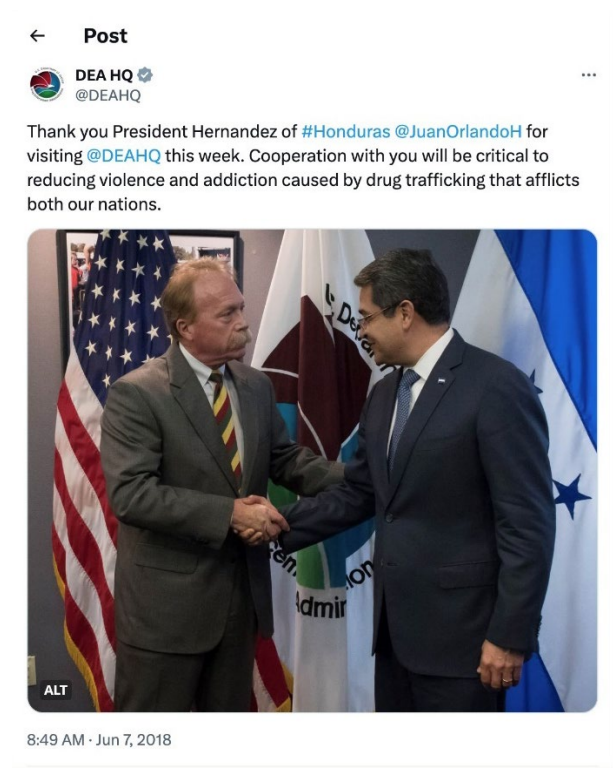 Post
DEA HQ
@DEAHQ
Thank you President Hernandez of #Honduras @JuanOrlandoH for
visiting @DEAHQ this week. Cooperation with you will be critical to
reducing violence and addiction caused by drug trafficking that afflicts
both our nations.
ALT
8:49 AM · Jun 7, 2018